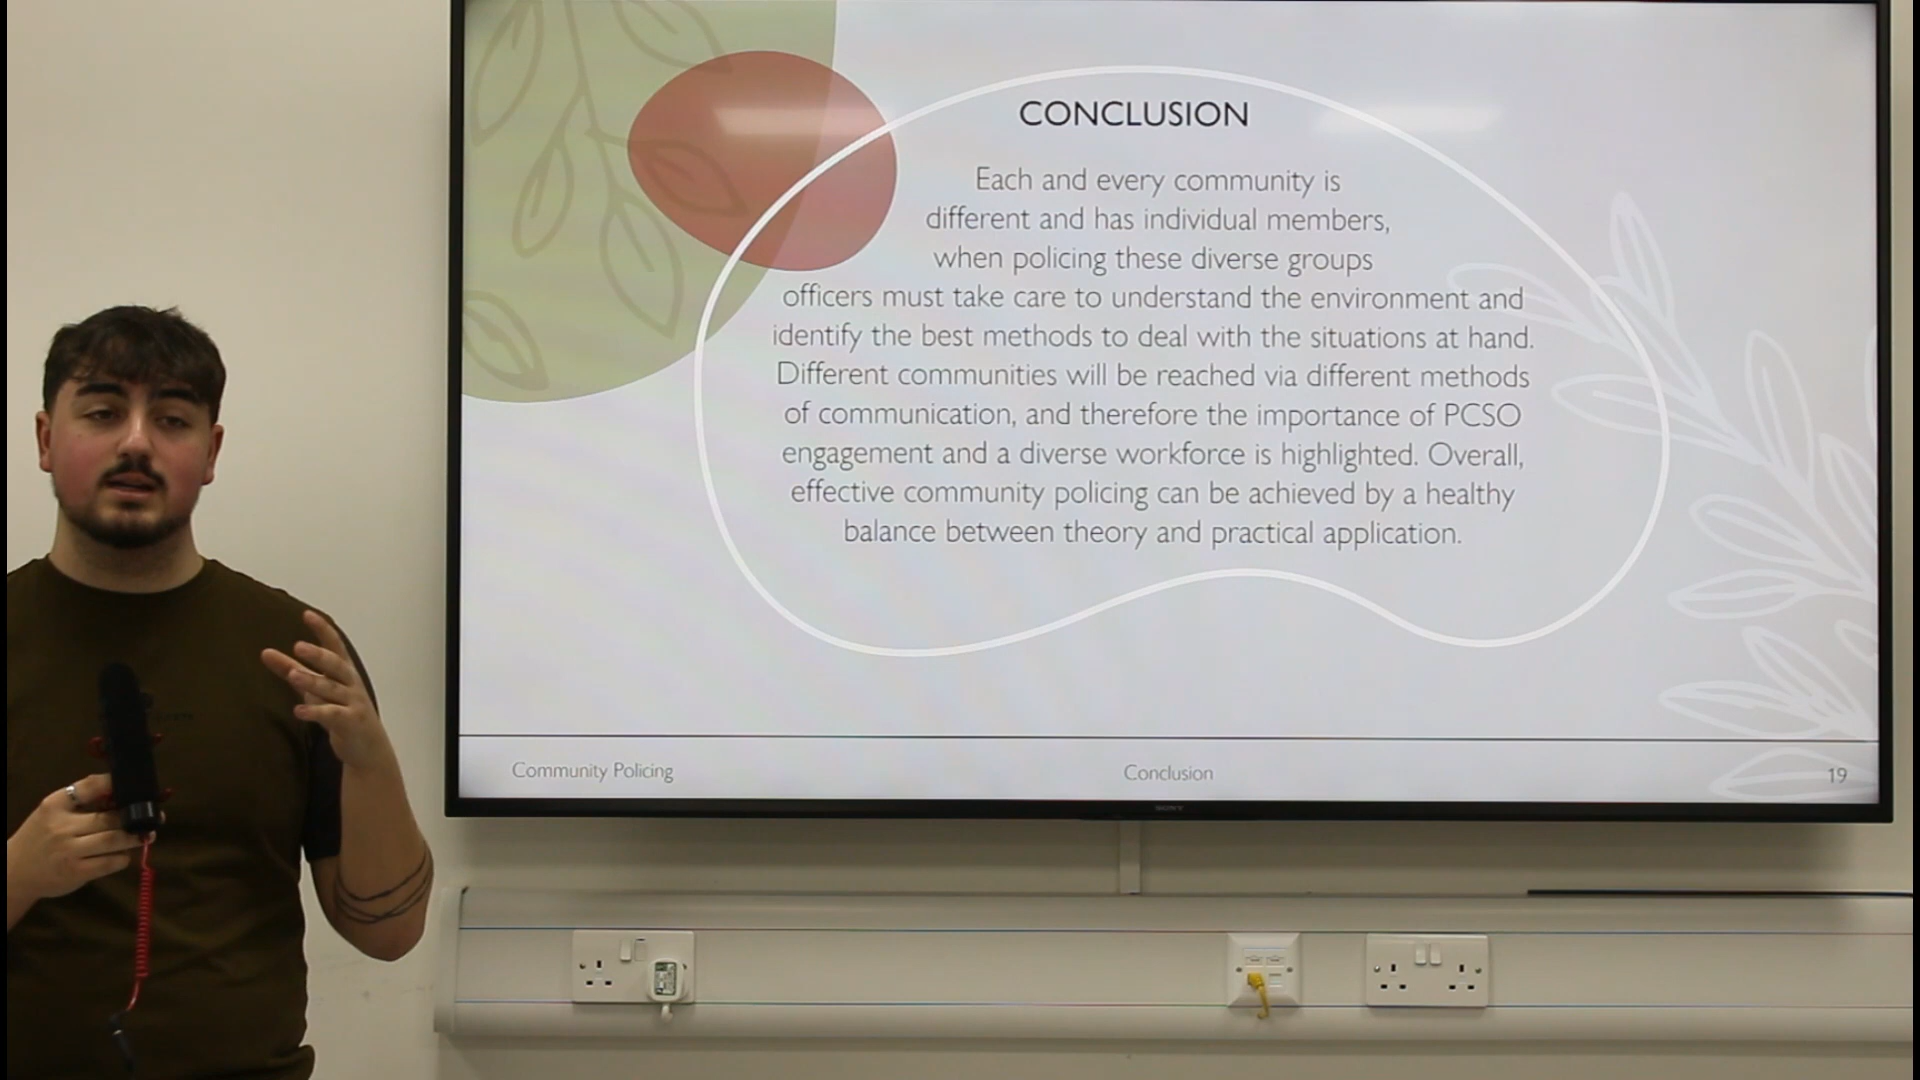 CONCLUSION
Each and every community is
different and has individual members,
when policing these diverse groups
officers must take care to understand the environment and
identify the best methods to deal with the situations at hand.
Different communities will be reached via different methods
of communication, and therefore the importance of PCSO
engagement and a diverse workforce is highlighted. Overall,
effective community policing can be achieved by a healthy
balance between theory and practical application.
Community Policing
Conclusion
19
SONY